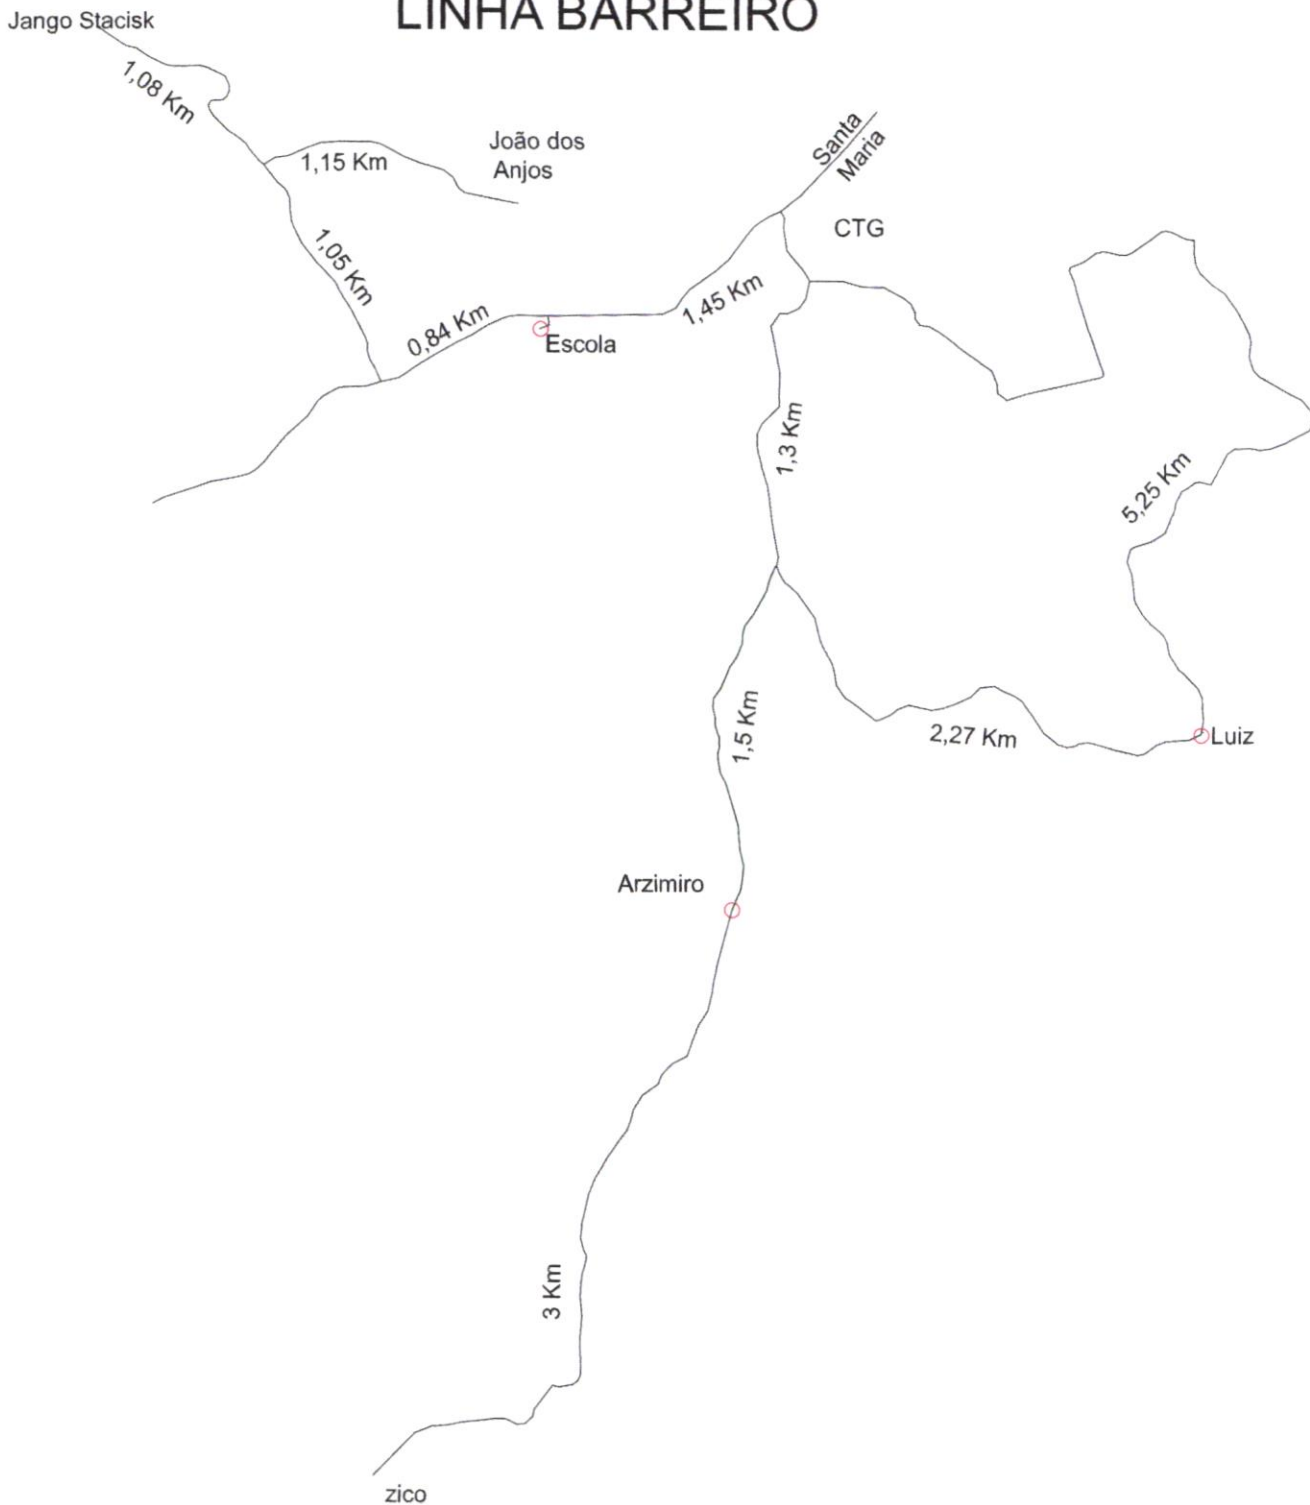 LINHA BARREIRO
Jango Stacisk
1,08 Km
João dos
Anjos
1,15 Km
Santa
Maria
CTG
1,05 Km
1,45 Km
0,84 Km
Escola
1,3 Km
5,25 Km
1,5 Km
2,27 Km
Luiz
Arzimiro
3 Km
zico